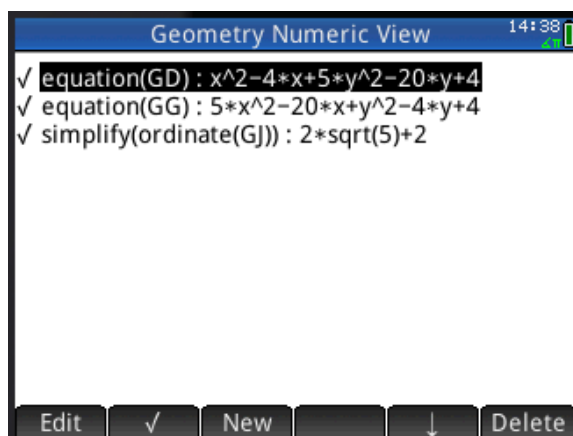 Geometry Numeric View 14:38
∠π
√ equation(GD) : x^2−4*x+5*y^2−20*y+4
√ equation(GG) : 5*x^2−20*x+y^2−4*y+4
√ simplify(ordinate(GJ)) : 2*sqrt(5)+2
Edit √ New ↓ Delete